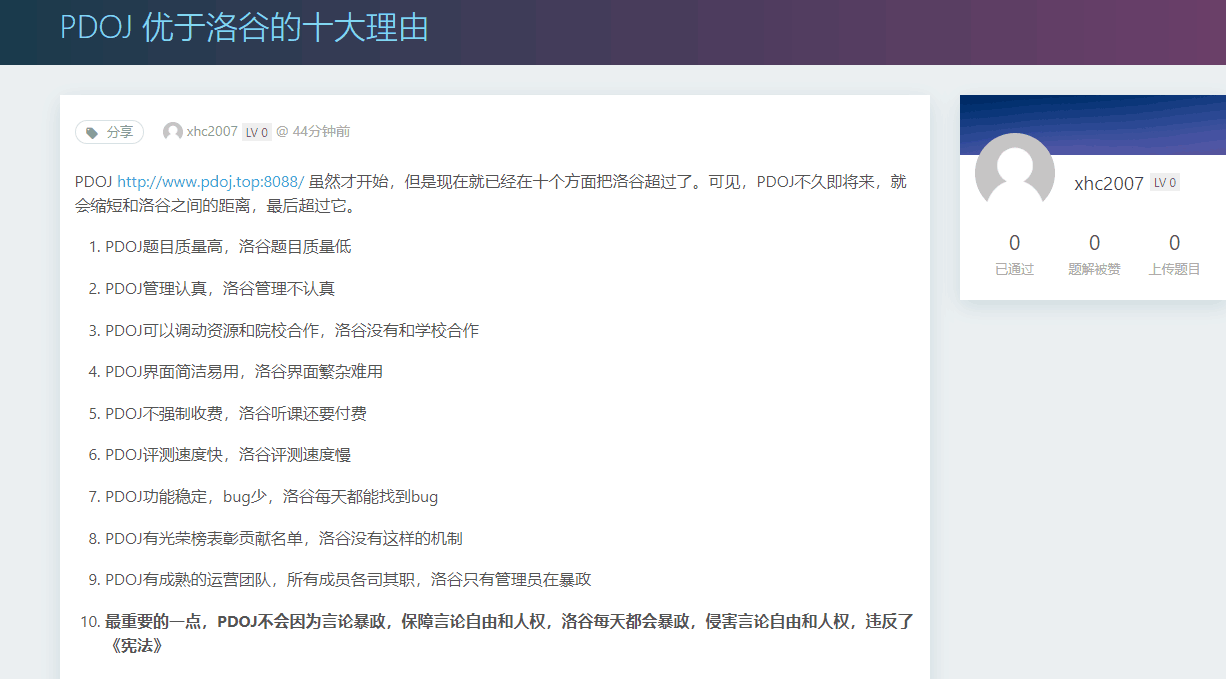 PDOJ 优于洛谷的十大理由
分享 xhc2007 LV 0 @ 44分钟前
PDOJ http://www.pdoj.top:8088/ 虽然才开始，但是现在就已经在十个方面把洛谷超过了。可见，PDOJ不久即将来，就
会缩短和洛谷之间的距离，最后超过它。
1. PDOJ题目质量高，洛谷题目质量低
2. PDOJ管理认真，洛谷管理不认真
3. PDOJ可以调动资源和院校合作，洛谷没有和学校合作
4. PDOJ界面简洁易用，洛谷界面繁杂难用
5. PDOJ不强制收费，洛谷听课还要付费
6. PDOJ评测速度快，洛谷评测速度慢
7. PDOJ功能稳定，bug少，洛谷每天都能找到bug
8. PDOJ有光荣榜表彰贡献名单，洛谷没有这样的机制
9. PDOJ有成熟的运营团队，所有成员各司其职，洛谷只有管理员在暴政
10. 最重要的一点，PDOJ不会因为言论暴政，保障言论自由和人权，洛谷每天都会暴政，侵害言论自由和人权，违反了
《宪法》
xhc2007 LV 0
0 0 0
已通过 题解被赞 上传题目